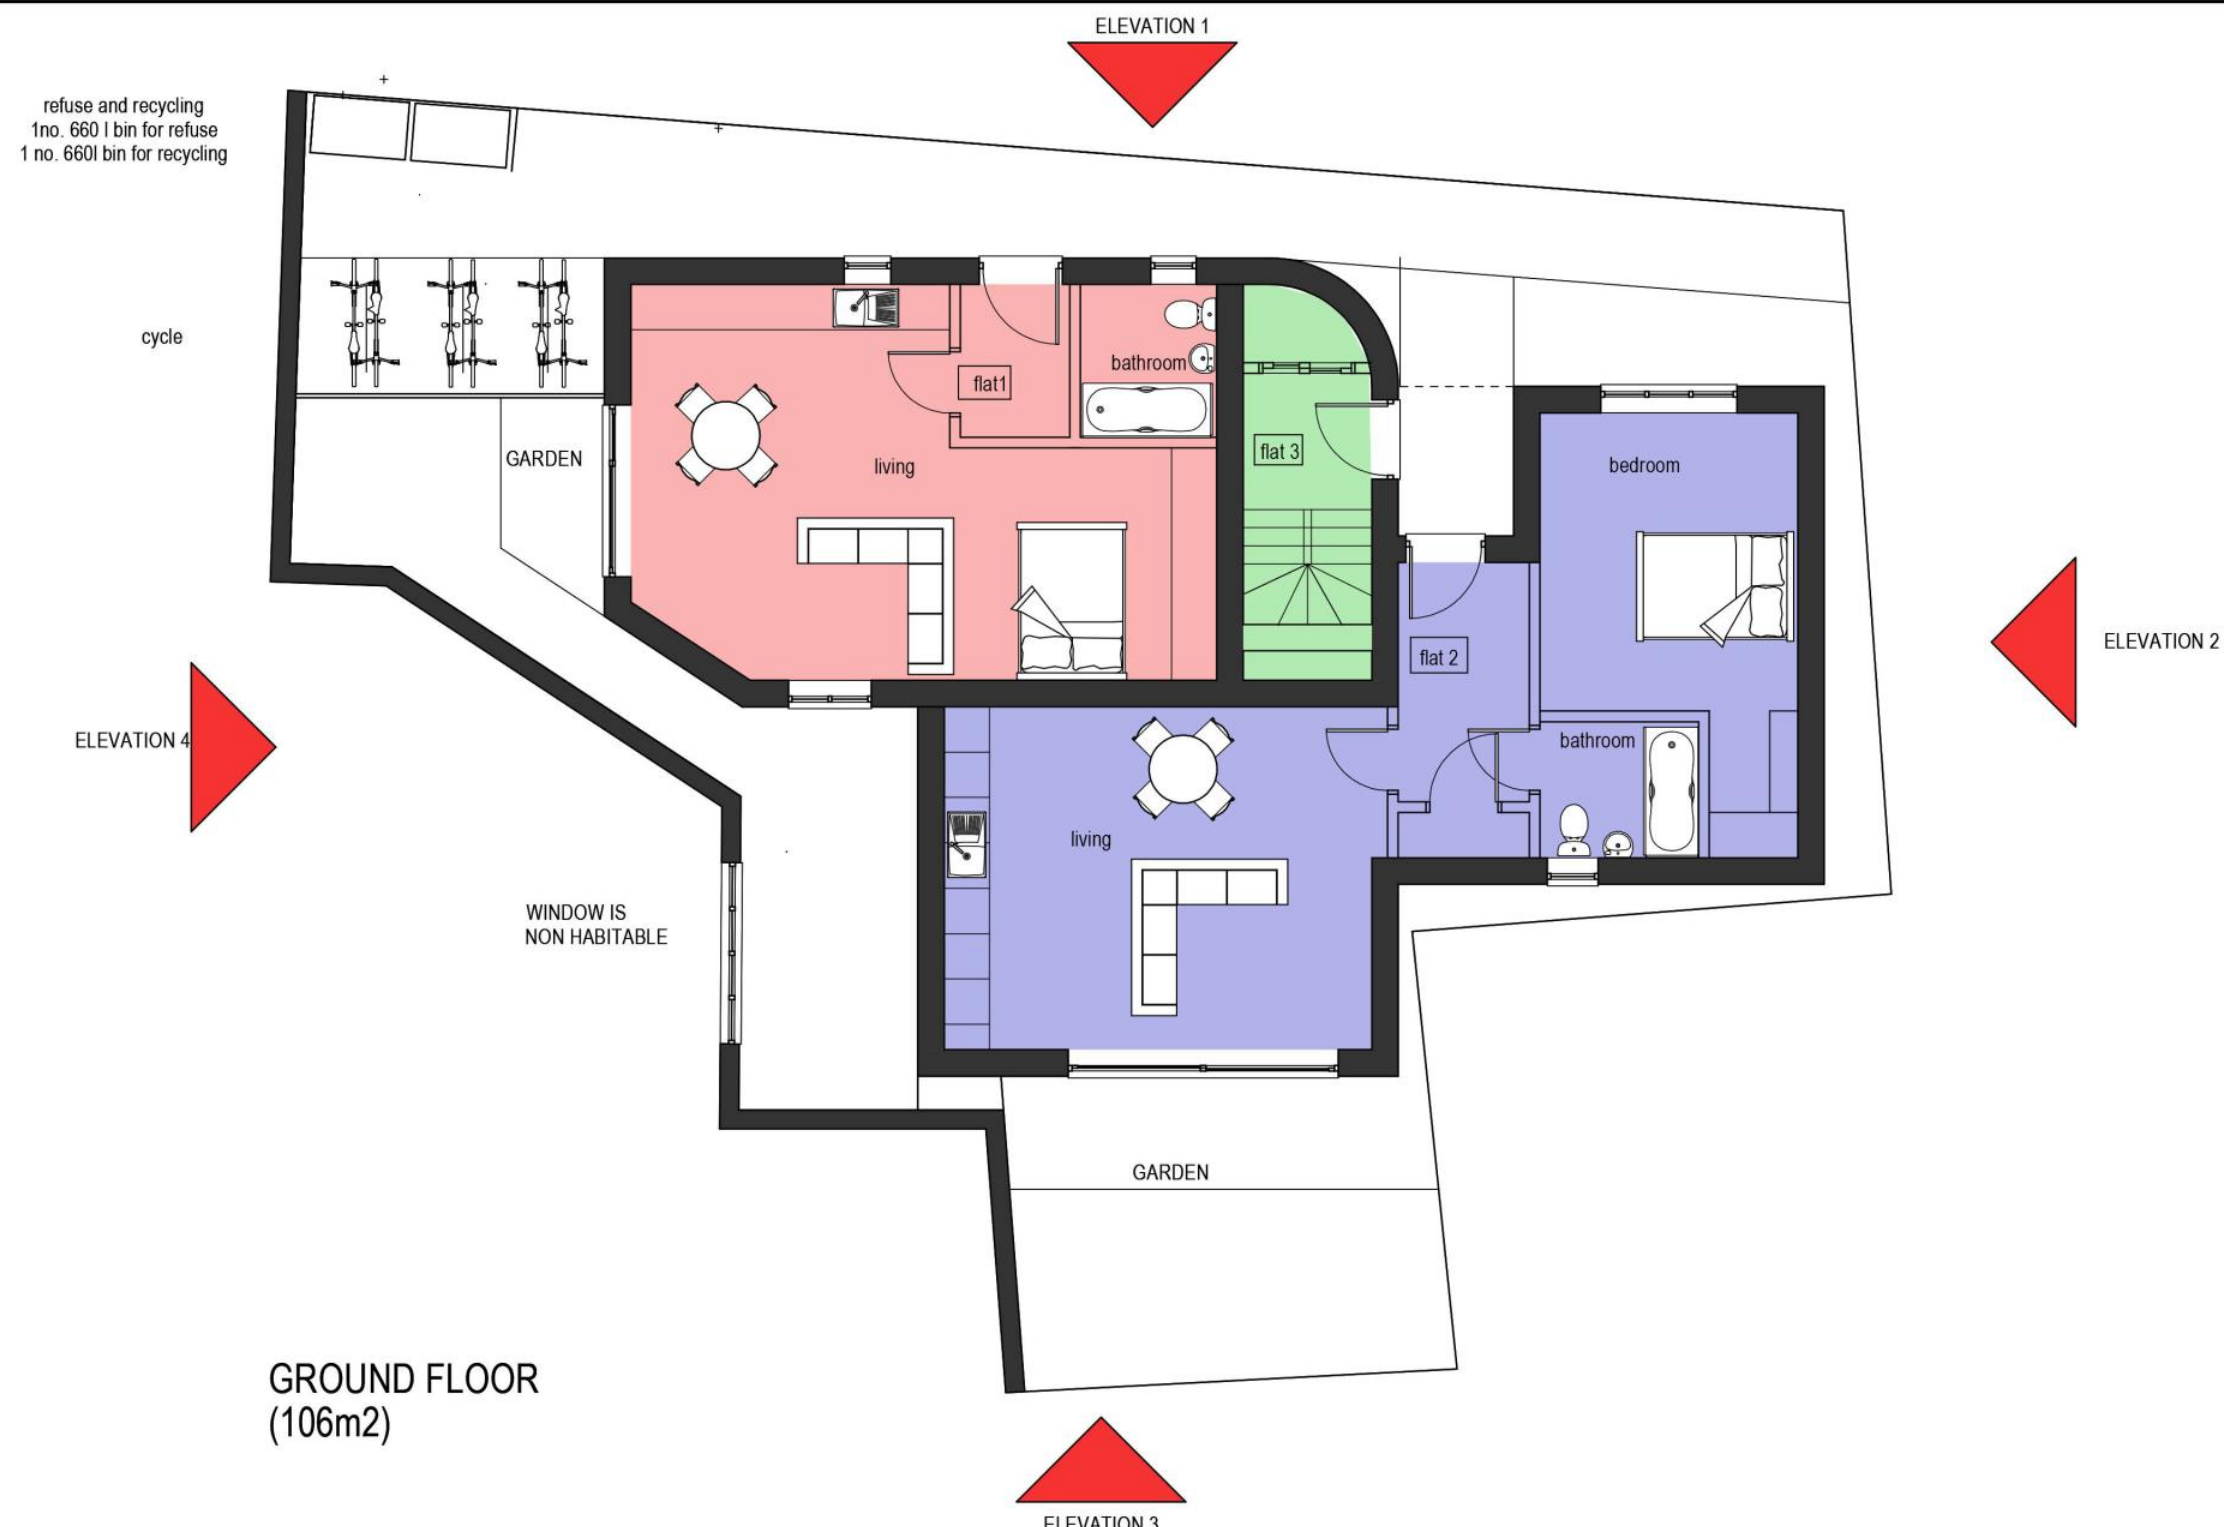 ELEVATION 1
refuse and recycling
1no. 660 l bin for refuse
1 no. 660l bin for recycling
cycle
bathroom
flat1
GARDEN
living
flat 3
bedroom
flat 2
ELEVATION 2
ELEVATION 4
bathroom
living
WINDOW IS
NON HABITABLE
GARDEN
GROUND FLOOR
(106m2)
ELEVATION 3